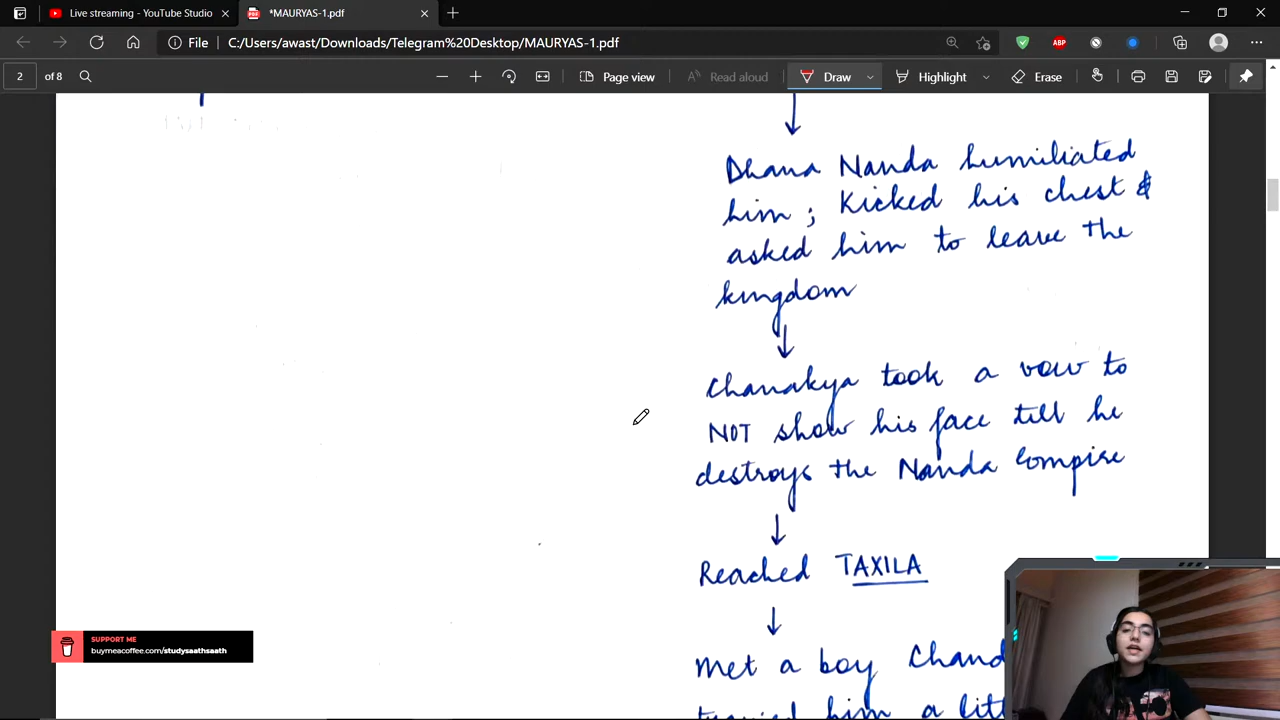 Live streaming - YouTube Studio
*MAURYAS-1.pdf
File
C:/Users/awast/Downloads/Telegram%20Desktop/MAURYAS-1.pdf
ABP
2 of 8
Page view
Read aloud
Draw
Highlight
Erase
Dhana Nanda humiliated
him; Kicked his chest &
asked him to leave the
kingdom
Chanakya took a vow to
NOT show his face till he
destroys the Nanda Empire
Reached TAXILA
Met a boy Chand
him a litt
SUPPORT ME
buymeacoffee.com/studysaathsaath